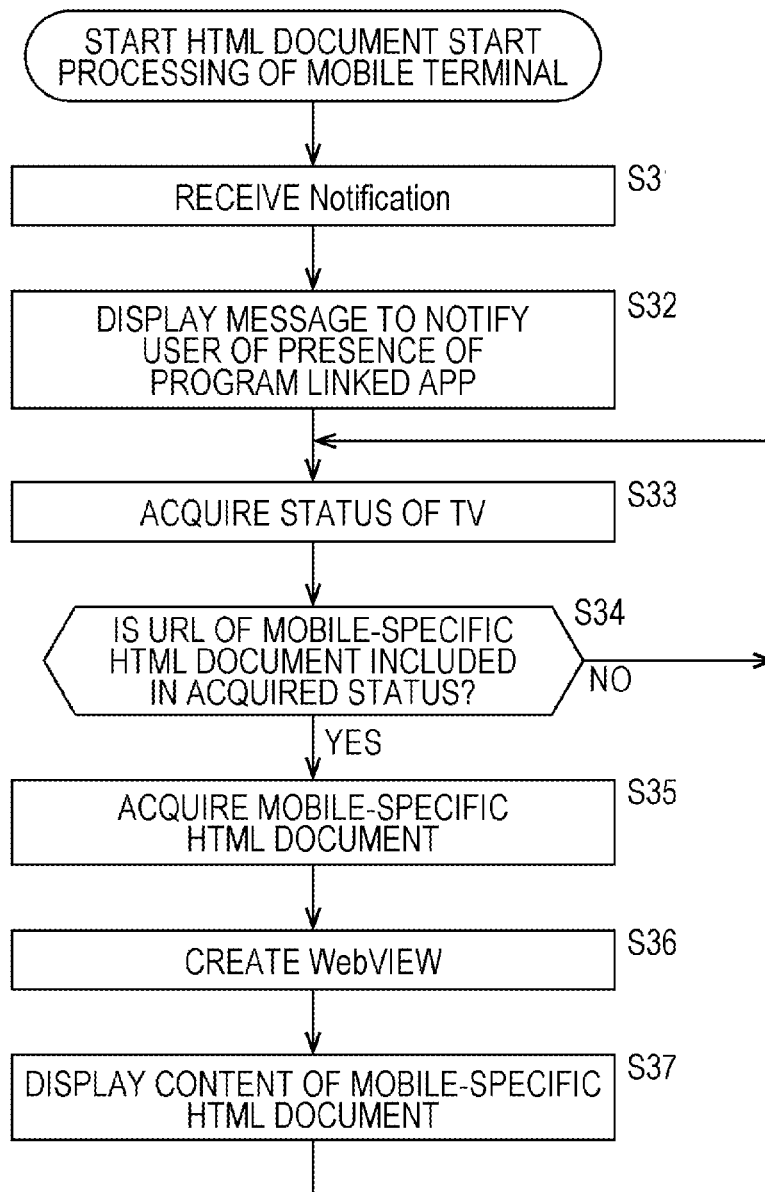 START HTML DOCUMENT START
PROCESSING OF MOBILE TERMINAL
RECEIVE Notification
S31
DISPLAY MESSAGE TO NOTIFY
USER OF PRESENCE OF
PROGRAM LINKED APP
S32
ACQUIRE STATUS OF TV
S33
IS URL OF MOBILE-SPECIFIC
HTML DOCUMENT INCLUDED
IN ACQUIRED STATUS?
S34
NO
YES
ACQUIRE MOBILE-SPECIFIC
HTML DOCUMENT
S35
CREATE WebVIEW
S36
DISPLAY CONTENT OF MOBILE-SPECIFIC
HTML DOCUMENT
S37